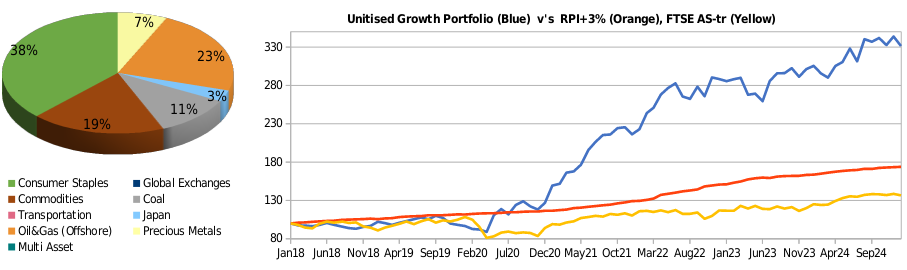 Unitised Growth Portfolio (Blue) v's RPI+3% (Orange), FTSE AS-tr (Yellow)
7%
38%
23%
3%
11%
19%
330
280
230
180
130
80
Jan18 Jun18 Nov18 Apr19 Sep19 Feb20 Jul20 Dec20 May21 Oct21 Mar22 Aug22 Jan23 Jun23 Nov23 Apr24 Sep24
Consumer Staples Global Exchanges
Commodities Coal
Transportation Japan
Oil&Gas (Offshore) Precious Metals
Multi Asset